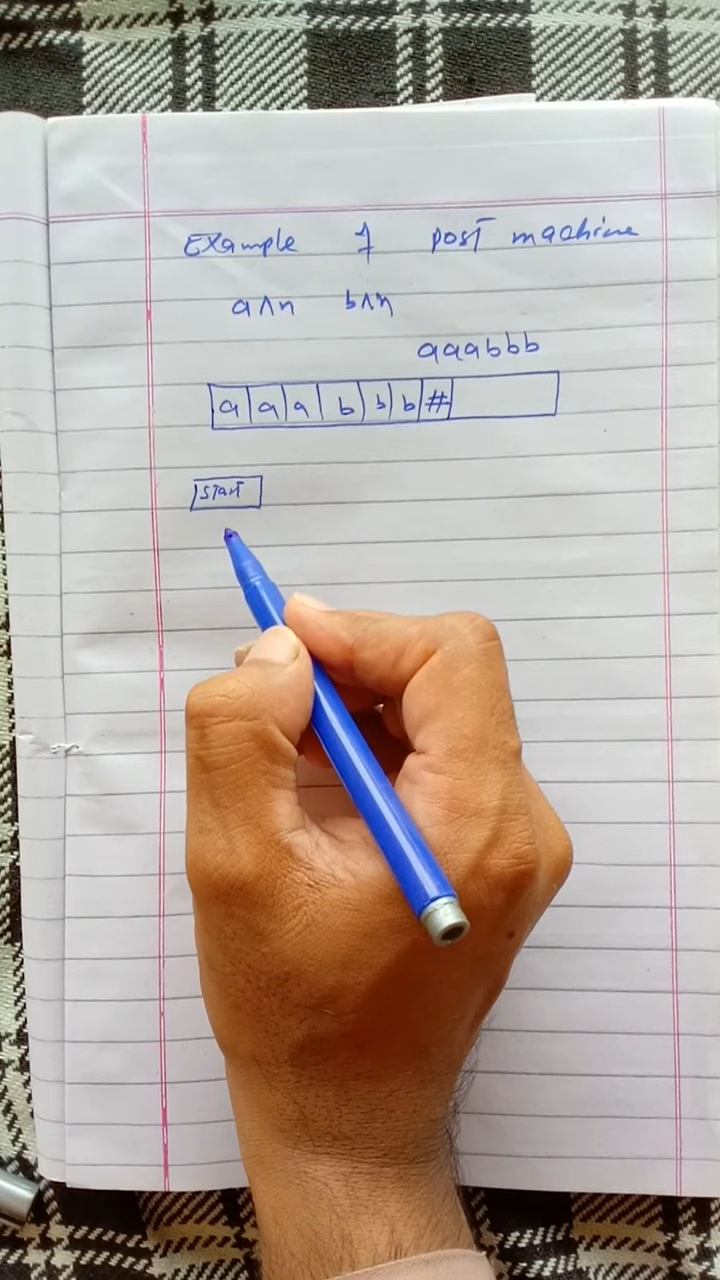 Example of post machine
a^n b^n
aaabbb
a a a b b b #
start